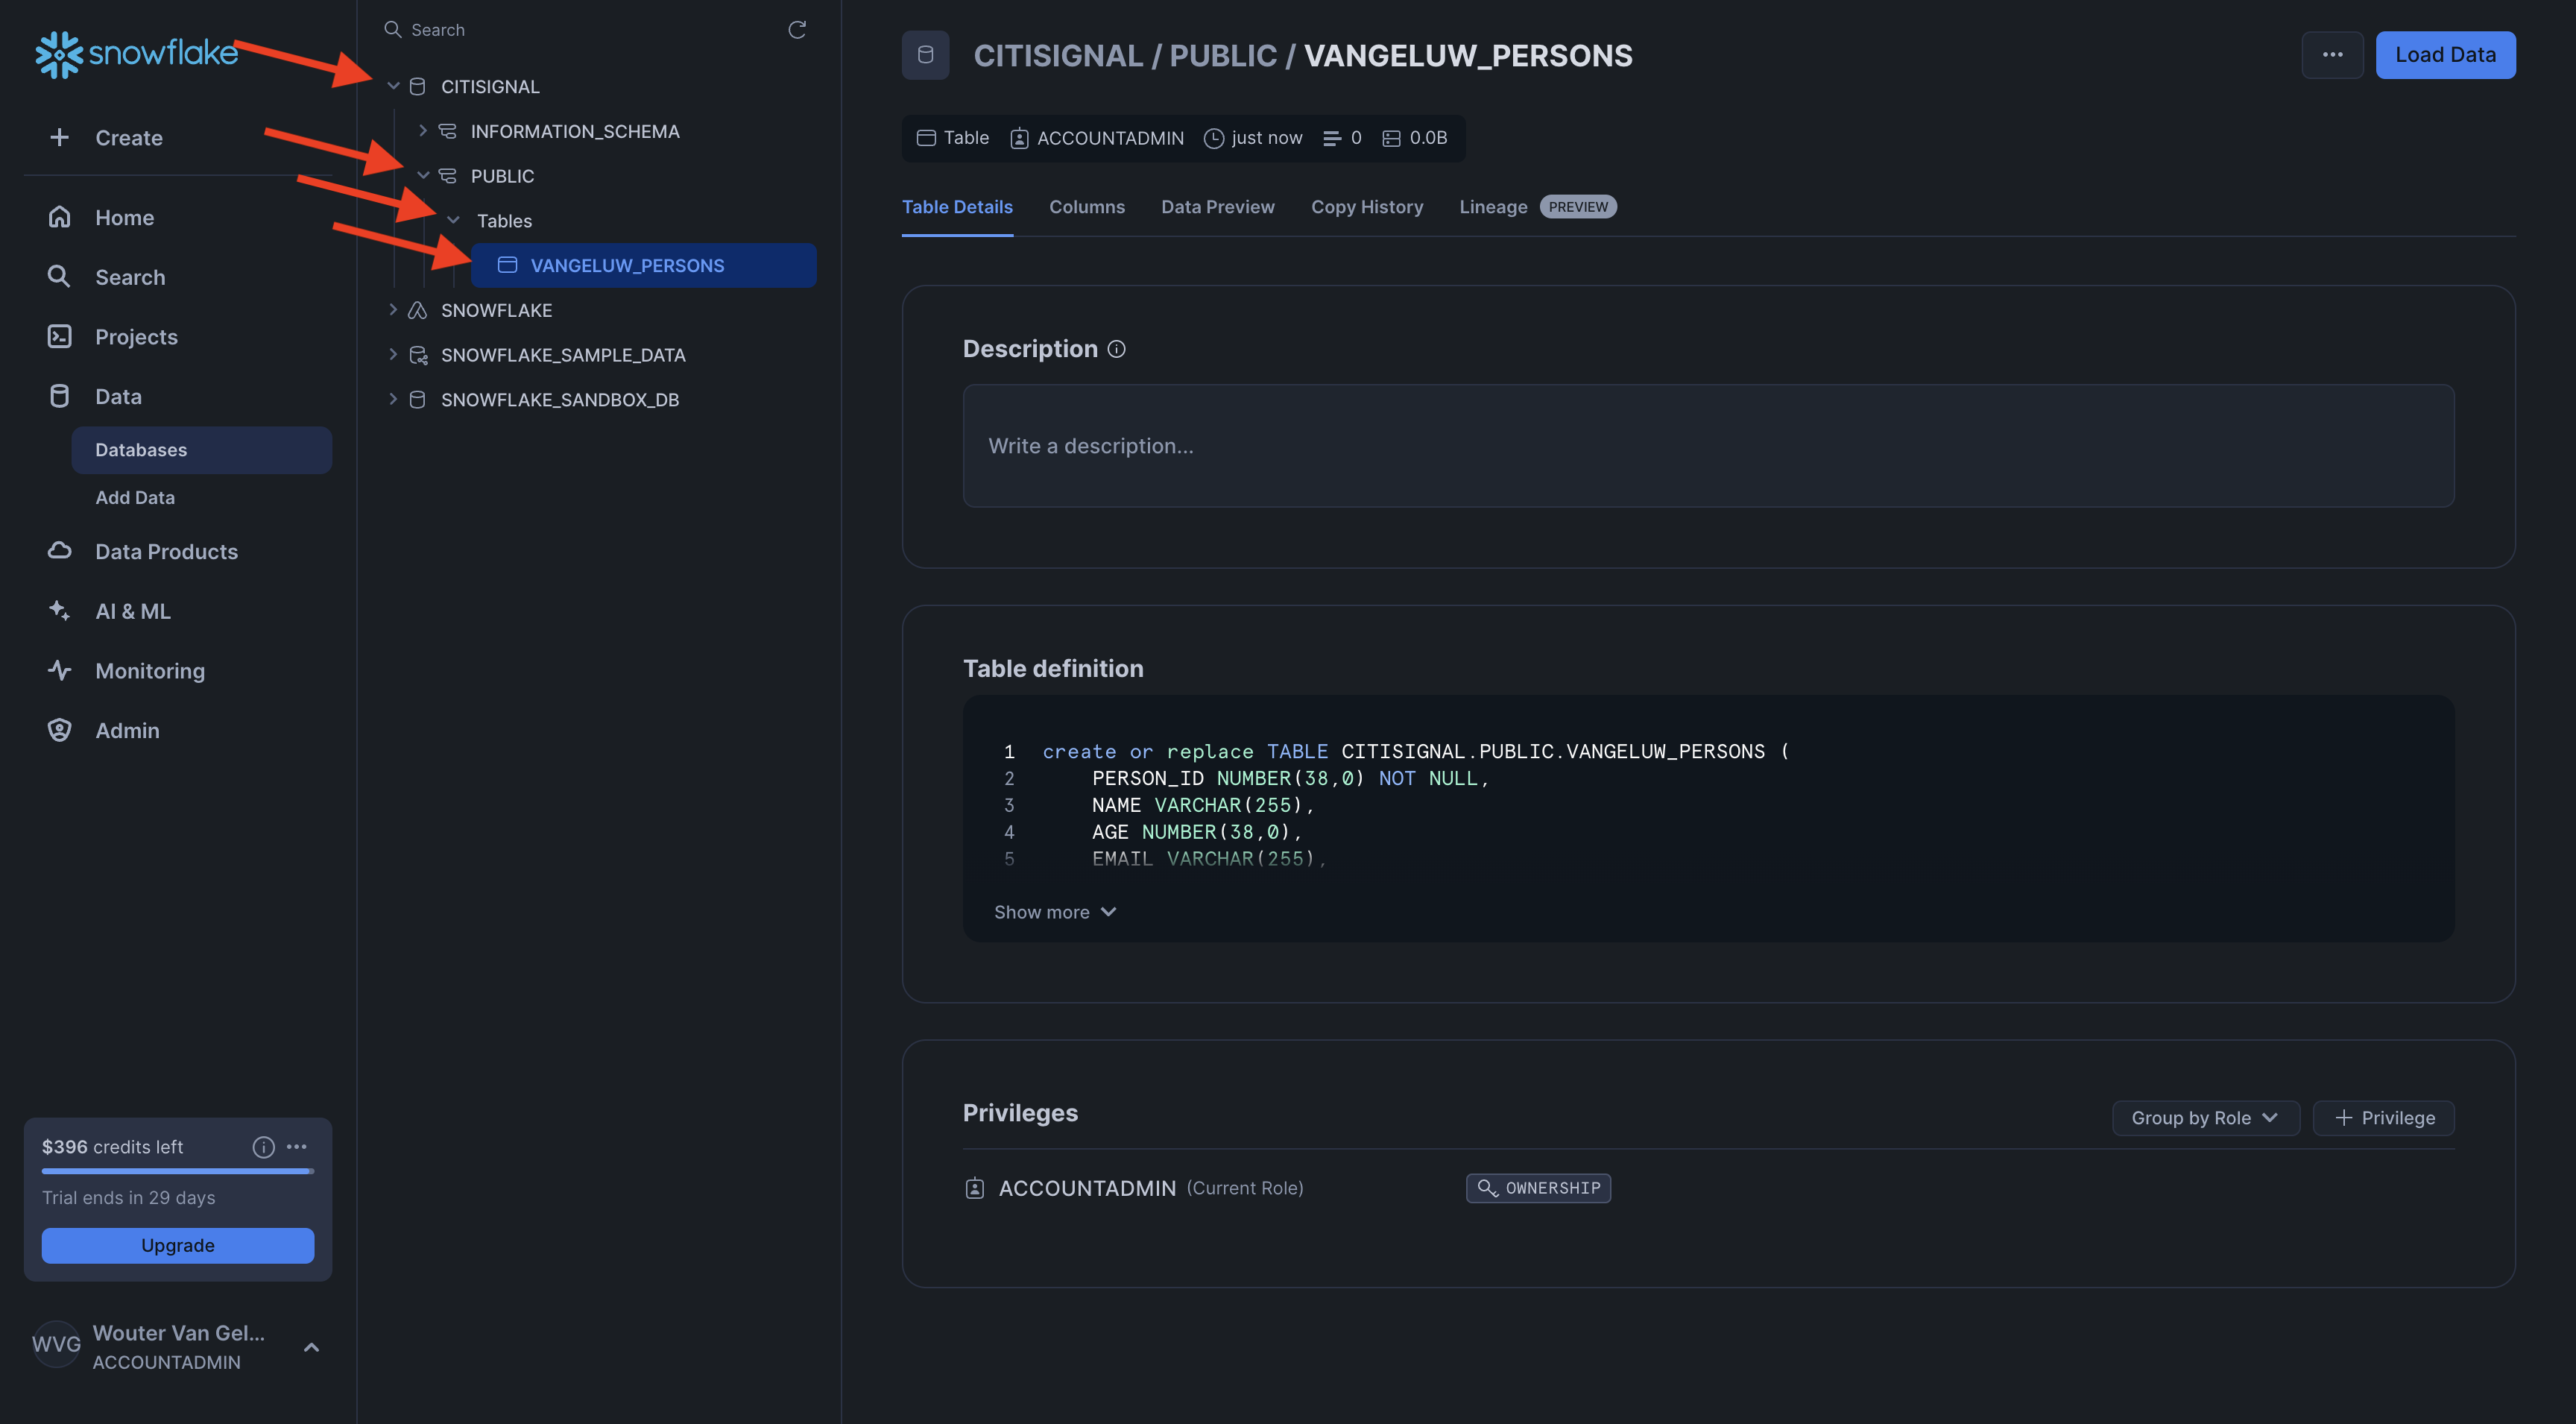 snowflake
Create
Home
Search
Projects
Data
Databases
Add Data
Data Products
AI & ML
Monitoring
Admin
$396 credits left
Trial ends in 29 days
Upgrade
WVG
Wouter Van Gel...
ACCOUNTADMIN
Search
CITISIGNAL
INFORMATION_SCHEMA
PUBLIC
Tables
VANGELUW_PERSONS
SNOWFLAKE
SNOWFLAKE_SAMPLE_DATA
SNOWFLAKE_SANDBOX_DB
CITISIGNAL / PUBLIC / VANGELUW_PERSONS
Load Data
Table ACCOUNTADMIN just now 0 0.0B
Table Details Columns Data Preview Copy History Lineage PREVIEW
Description
Write a description...
Table definition
1 create or replace TABLE CITISIGNAL.PUBLIC.VANGELUW_PERSONS (
2 PERSON_ID NUMBER(38,0) NOT NULL,
3 NAME VARCHAR(255),
4 AGE NUMBER(38,0),
5 EMAIL VARCHAR(255),
Show more
Privileges
Group by Role
Privilege
ACCOUNTADMIN (Current Role) OWNERSHIP